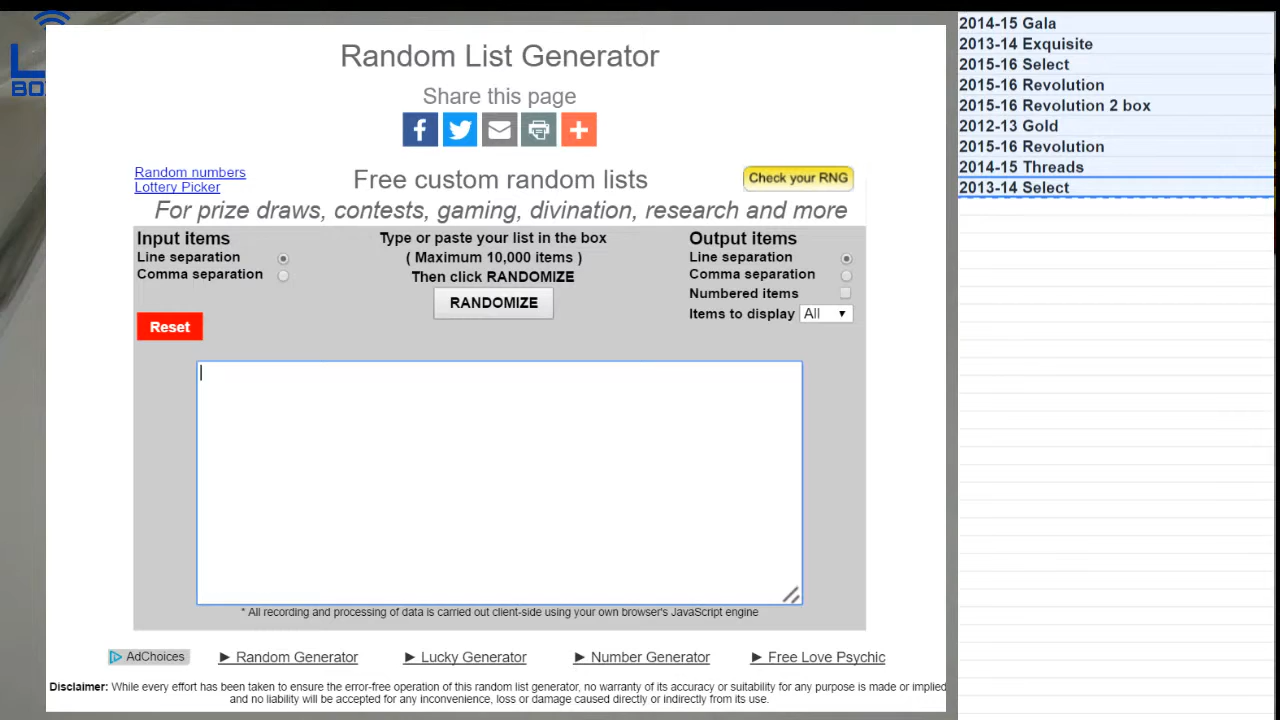 L
BO
Random List Generator
Share this page
Random numbers
Lottery Picker
Free custom random lists
Check your RNG
For prize draws, contests, gaming, divination, research and more
Input items
Line separation
Comma separation
Reset
Type or paste your list in the box
( Maximum 10,000 items )
Then click RANDOMIZE
RANDOMIZE
Output items
Line separation
Comma separation
Numbered items
Items to display All
* All recording and processing of data is carried out client-side using your own browser's JavaScript engine
AdChoices
► Random Generator
► Lucky Generator
► Number Generator
► Free Love Psychic
Disclaimer: While every effort has been taken to ensure the error-free operation of this random list generator, no warranty of its accuracy or suitability for any purpose is made or implied
and no liability will be accepted for any inconvenience, loss or damage caused directly or indirectly from its use.
2014-15 Gala
2013-14 Exquisite
2015-16 Select
2015-16 Revolution
2015-16 Revolution 2 box
2012-13 Gold
2015-16 Revolution
2014-15 Threads
2013-14 Select